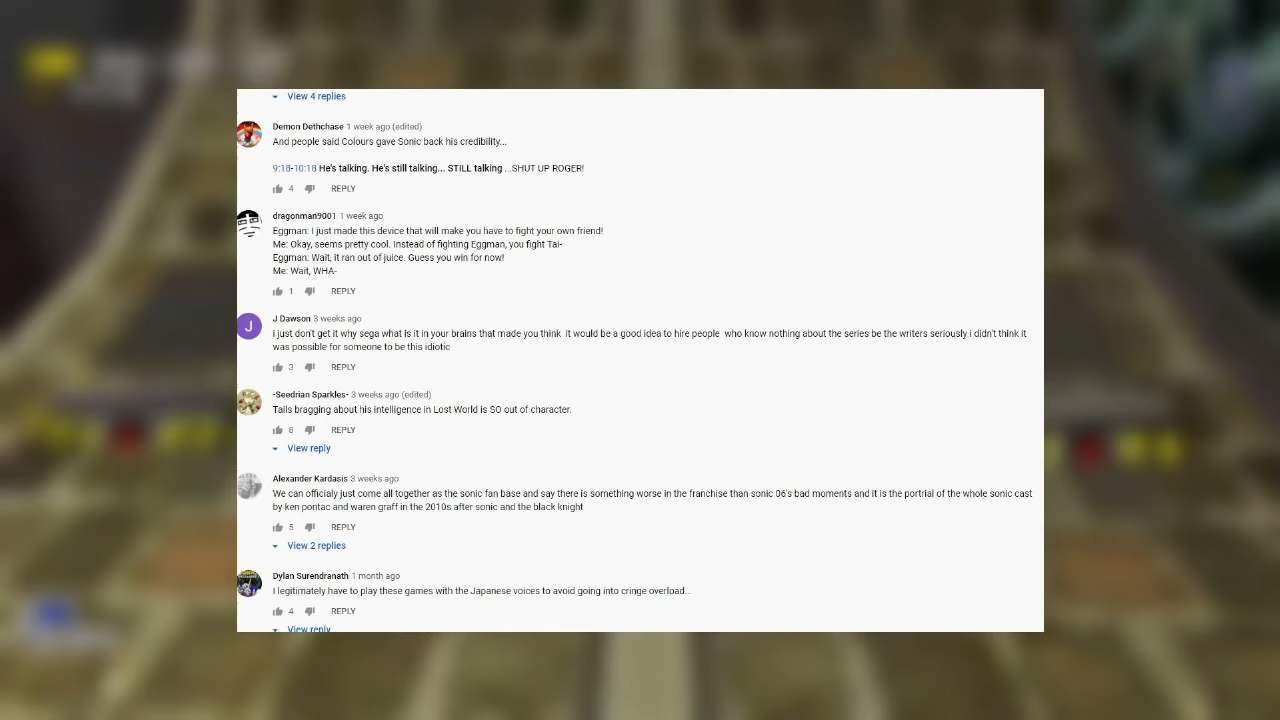 View 4 replies
Demon Dethchase 1 week ago (edited)
And people said Colours gave Sonic back his credibility...
9:18-10:18 He's talking. He's still talking... STILL talking ...SHUT UP ROGER!
4 REPLY
dragonman9001 1 week ago
Eggman: I just made this device that will make you have to fight your own friend!
Me: Okay, seems pretty cool. Instead of fighting Eggman, you fight Tai-
Eggman: Wait, it ran out of juice. Guess you win for now!
Me: Wait, WHA-
1 REPLY
J
J Dawson 3 weeks ago
i just don't get it why sega what is it in your brains that made you think it would be a good idea to hire people who know nothing about the series be the writers seriously i didn't think it
was possible for someone to be this idiotic
3 REPLY
-Seedrian Sparkles- 3 weeks ago (edited)
Tails bragging about his intelligence in Lost World is SO out of character.
8 REPLY
View reply
Alexander Kardasis 3 weeks ago
We can officialy just come all together as the sonic fan base and say there is something worse in the franchise than sonic 06's bad moments and it is the portrial of the whole sonic cast
by ken pontac and waren graff in the 2010s after sonic and the black knight
5 REPLY
View 2 replies
Dylan Surendranath 1 month ago
I legitimately have to play these games with the Japanese voices to avoid going into cringe overload...
4 REPLY
View reply